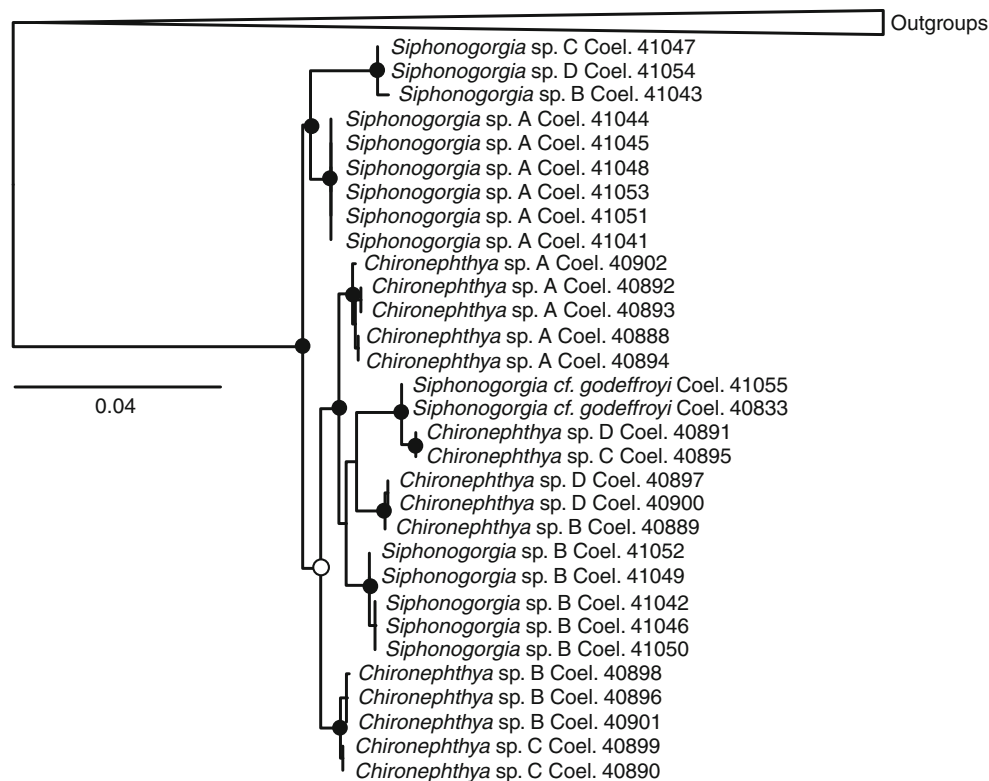 Outgroups
Siphonogorgia sp. C Coel. 41047
Siphonogorgia sp. D Coel. 41054
Siphonogorgia sp. B Coel. 41043
Siphonogorgia sp. A Coel. 41044
Siphonogorgia sp. A Coel. 41045
Siphonogorgia sp. A Coel. 41048
Siphonogorgia sp. A Coel. 41053
Siphonogorgia sp. A Coel. 41051
Siphonogorgia sp. A Coel. 41041
Chironephthya sp. A Coel. 40902
Chironephthya sp. A Coel. 40892
Chironephthya sp. A Coel. 40893
Chironephthya sp. A Coel. 40888
Chironephthya sp. A Coel. 40894
Siphonogorgia cf. godeffroyi Coel. 41055
Siphonogorgia cf. godeffroyi Coel. 40833
Chironephthya sp. D Coel. 40891
Chironephthya sp. C Coel. 40895
Chironephthya sp. D Coel. 40897
Chironephthya sp. D Coel. 40900
Chironephthya sp. B Coel. 40889
Siphonogorgia sp. B Coel. 41052
Siphonogorgia sp. B Coel. 41049
Siphonogorgia sp. B Coel. 41042
Siphonogorgia sp. B Coel. 41046
Siphonogorgia sp. B Coel. 41050
Chironephthya sp. B Coel. 40898
Chironephthya sp. B Coel. 40896
Chironephthya sp. B Coel. 40901
Chironephthya sp. C Coel. 40899
Chironephthya sp. C Coel. 40890
0.04